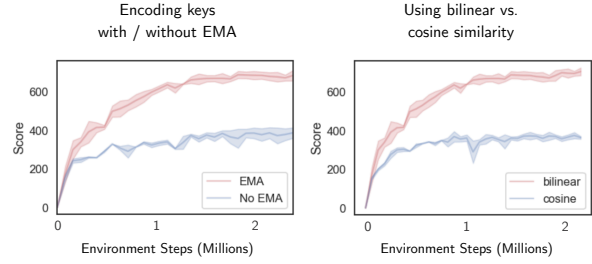 Encoding keys
with / without EMA
Score
600
400
200
0
EMA
No EMA
0
1
2
Environment Steps (Millions)
Using bilinear vs.
cosine similarity
Score
600
400
200
0
bilinear
cosine
0
1
2
Environment Steps (Millions)